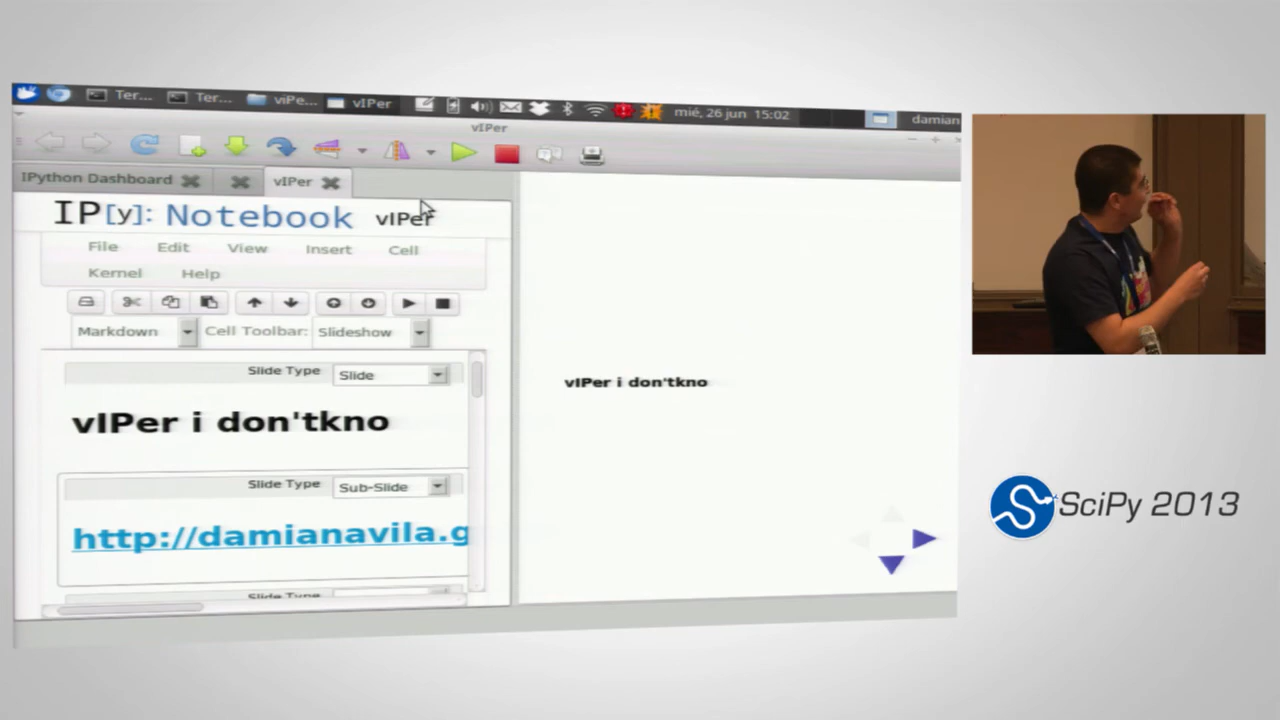 Ter... Ter... viPe... vIPer mié, 26 jun 15:02 damian
vIPer
IPython Dashboard vIPer
IP[y]: Notebook vIPer
File Edit View Insert Cell
Kernel Help
Markdown Cell Toolbar: Slideshow
Slide Type Slide
vIPer i don'tkno
Slide Type Sub-Slide
http://damianavila.g
Slide Type
vIPer i don'tkno
SciPy 2013